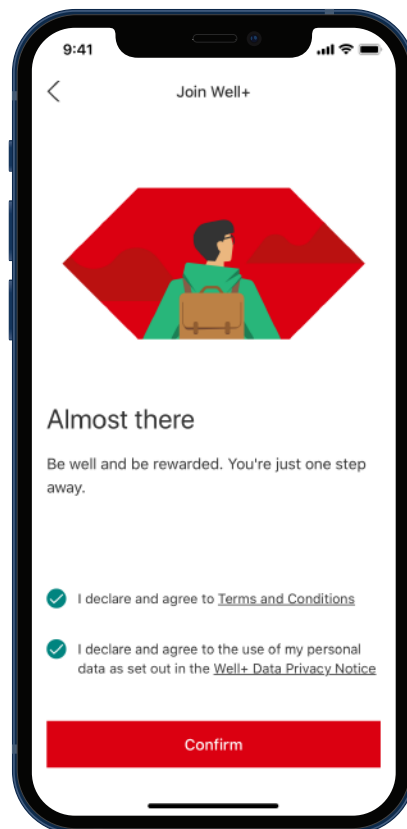 9:41
Join Well+
Almost there
Be well and be rewarded. You're just one step
away.
I declare and agree to Terms and Conditions
I declare and agree to the use of my personal
data as set out in the Well+ Data Privacy Notice
Confirm